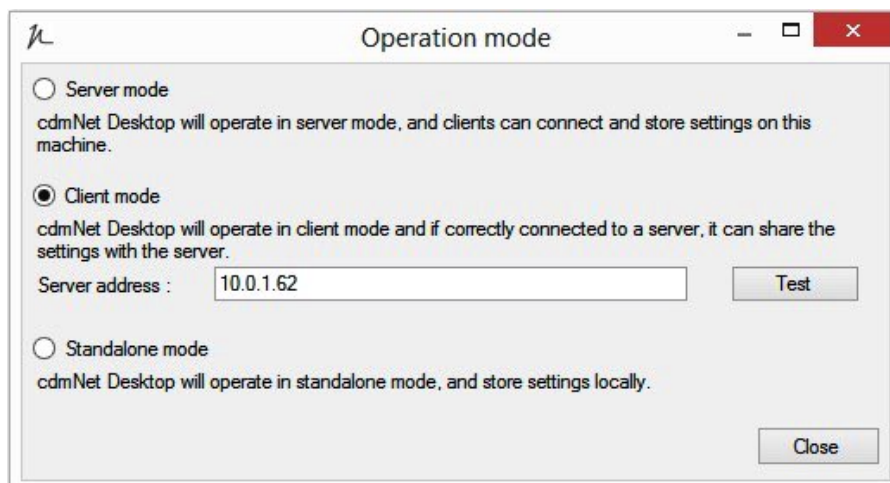 Operation mode
Server mode
cdmNet Desktop will operate in server mode, and clients can connect and store settings on this
machine.
Client mode
cdmNet Desktop will operate in client mode and if correctly connected to a server, it can share the
settings with the server.
Server address : 10.0.1.62 Test
Standalone mode
cdmNet Desktop will operate in standalone mode, and store settings locally.
Close